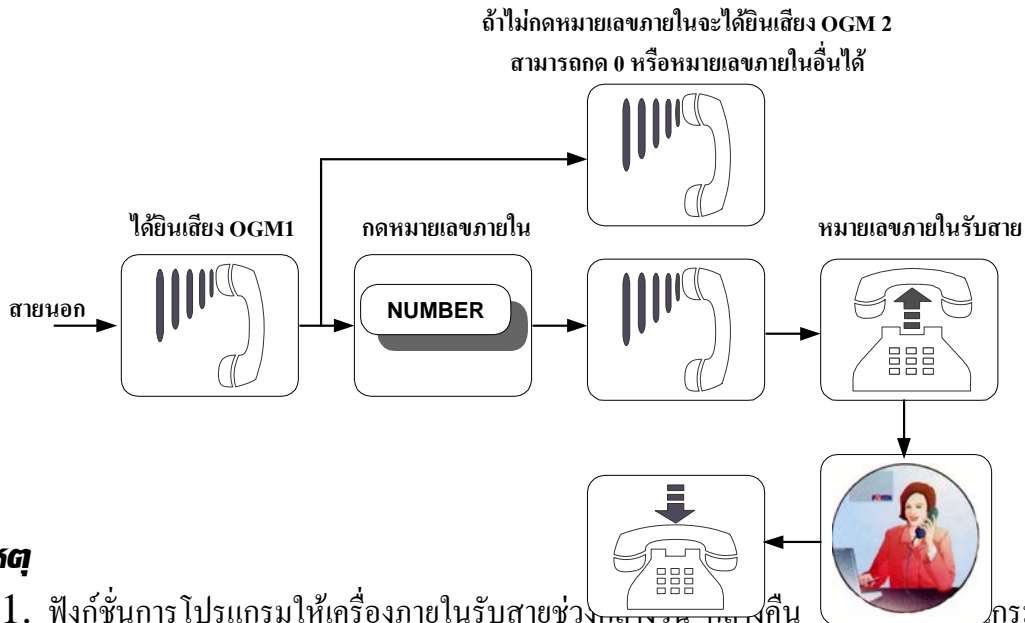 ถ้าไม่กดหมายเลขภายในจะได้ยินเสียง OGM 2
สามารถกด 0 หรือหมายเลขภายในอื่นได้
ได้ยินเสียง OGM1
กดหมายเลขภายใน
หมายเลขภายในรับสาย
สายนอก
NUMBER
1. ฟังก์ชั่นการโปรแกรมให้เครื่องภายในรับสายช่วง